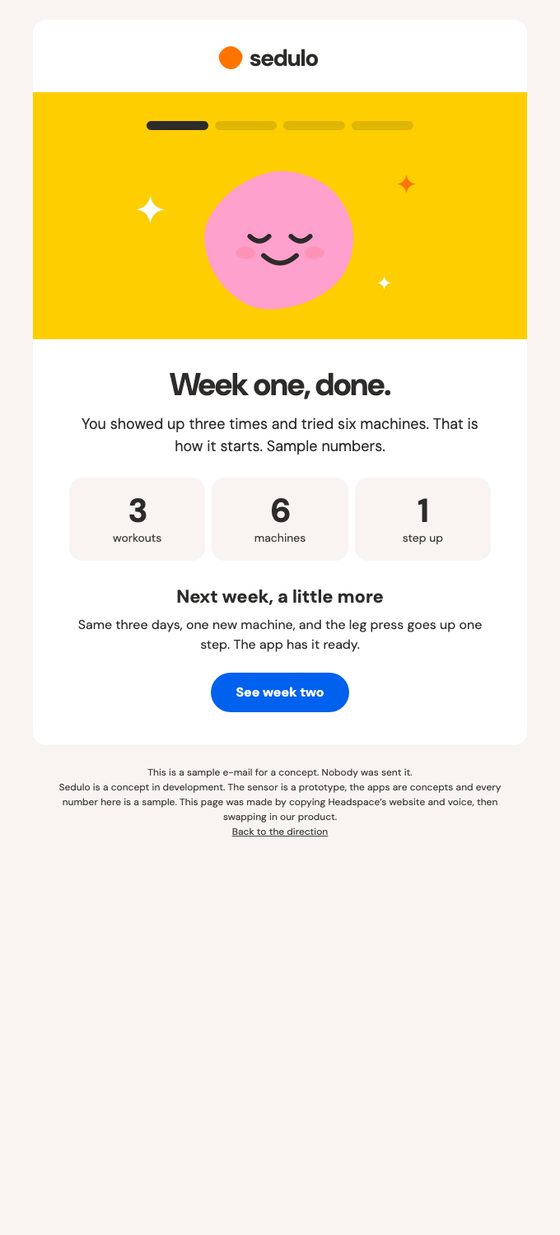 sedulo
Week one, done.
You showed up three times and tried six machines. That is
how it starts. Sample numbers.
3
workouts
6
machines
1
step up
Next week, a little more
Same three days, one new machine, and the leg press goes up one
step. The app has it ready.
See week two
This is a sample e-mail for a concept. Nobody was sent it.
Sedulo is a concept in development. The sensor is a prototype, the apps are concepts and every
number here is a sample. This page was made by copying Headspace's website and voice, then
swapping in our product.
Back to the direction